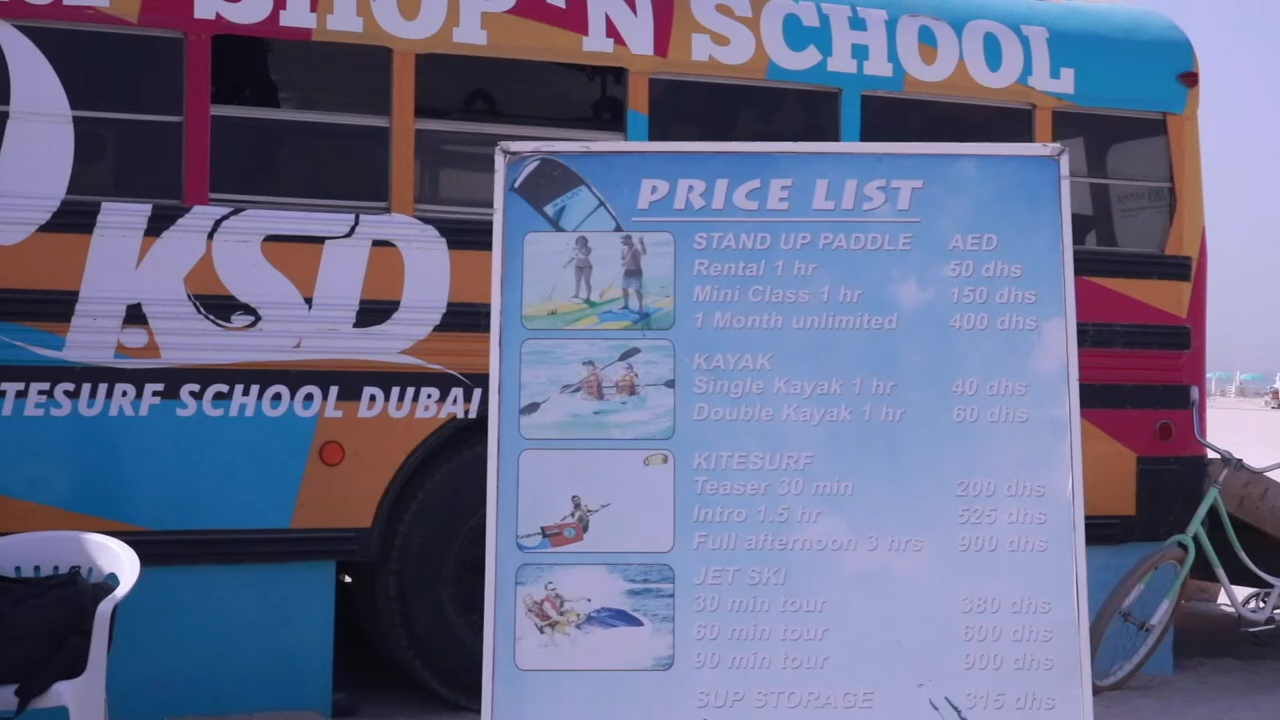 SHOP 'N SCHOOL
KSD
TESURF SCHOOL DUBAI
PRICE LIST
STAND UP PADDLE AED
Rental 1 hr 50 dhs
Mini Class 1 hr 150 dhs
1 Month unlimited 400 dhs
KAYAK
Single Kayak 1 hr 40 dhs
Double Kayak 1 hr 60 dhs
KITESURF
Teaser 30 min 200 dhs
Intro 1.5 hr 525 dhs
Full afternoon 3 hrs 900 dhs
JET SKI
30 min tour 380 dhs
60 min tour 600 dhs
90 min tour 900 dhs
SUP STORAGE 315 dhs